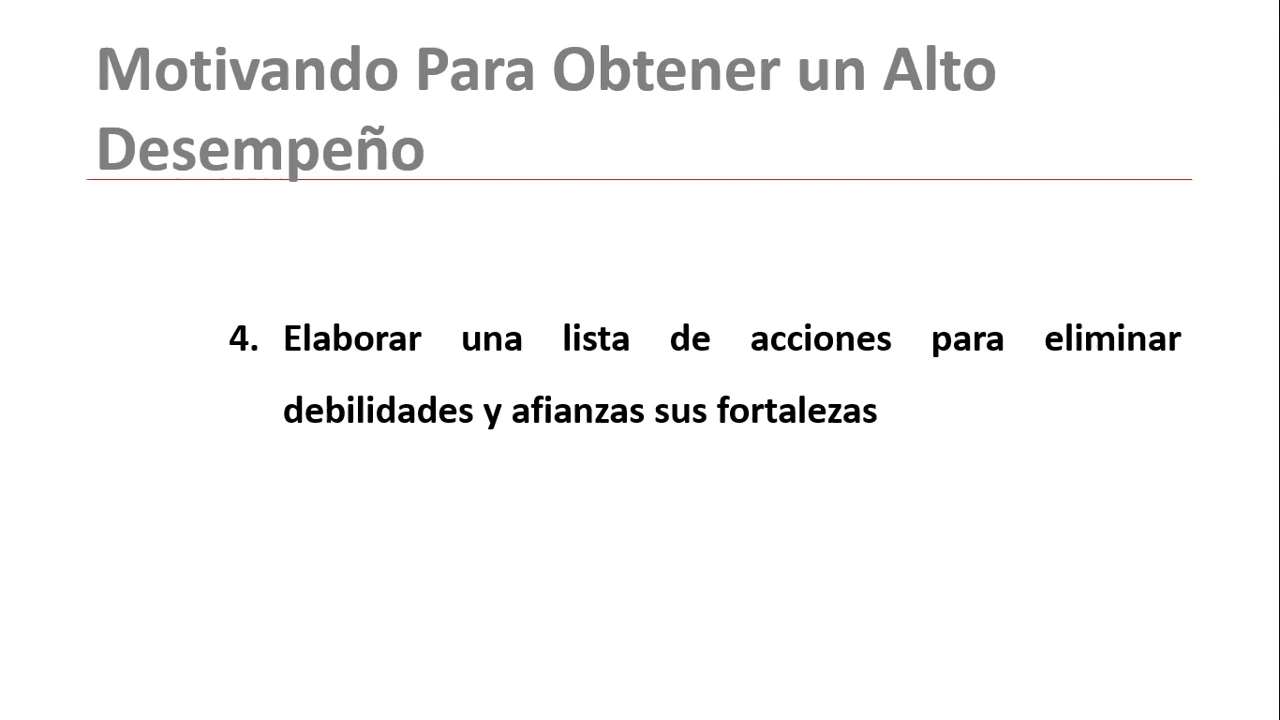 Motivando Para Obtener un Alto
Desempeño
4. Elaborar una lista de acciones para eliminar
debilidades y afianzas sus fortalezas